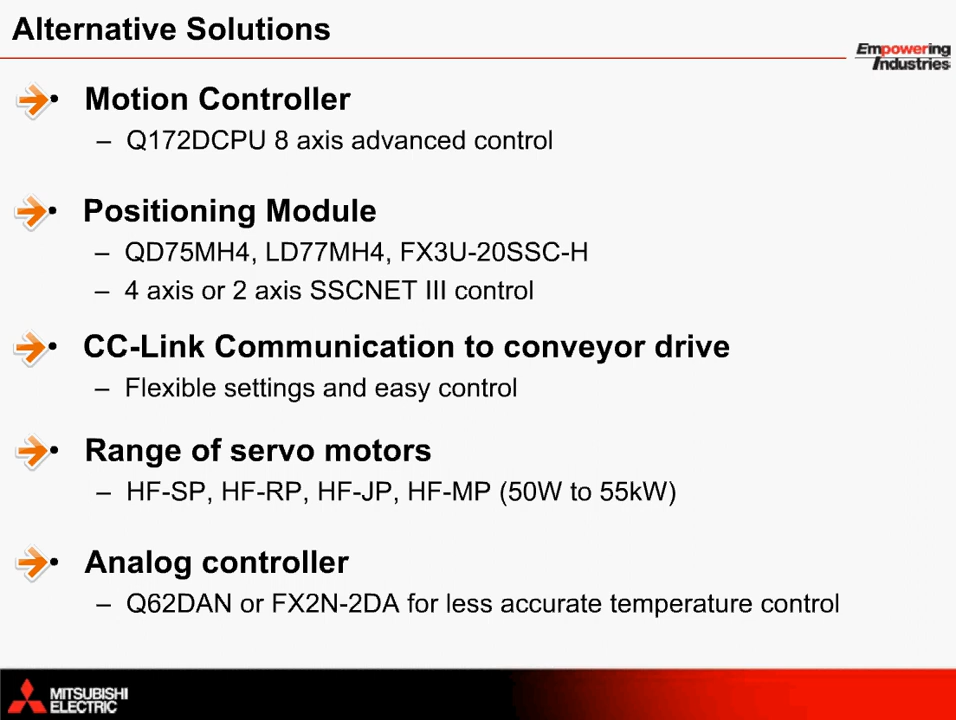 Alternative Solutions
Empowering
Industries
• Motion Controller
– Q172DCPU 8 axis advanced control
• Positioning Module
– QD75MH4, LD77MH4, FX3U-20SSC-H
– 4 axis or 2 axis SSCNET III control
• CC-Link Communication to conveyor drive
– Flexible settings and easy control
• Range of servo motors
– HF-SP, HF-RP, HF-JP, HF-MP (50W to 55kW)
• Analog controller
– Q62DAN or FX2N-2DA for less accurate temperature control
MITSUBISHI
ELECTRIC